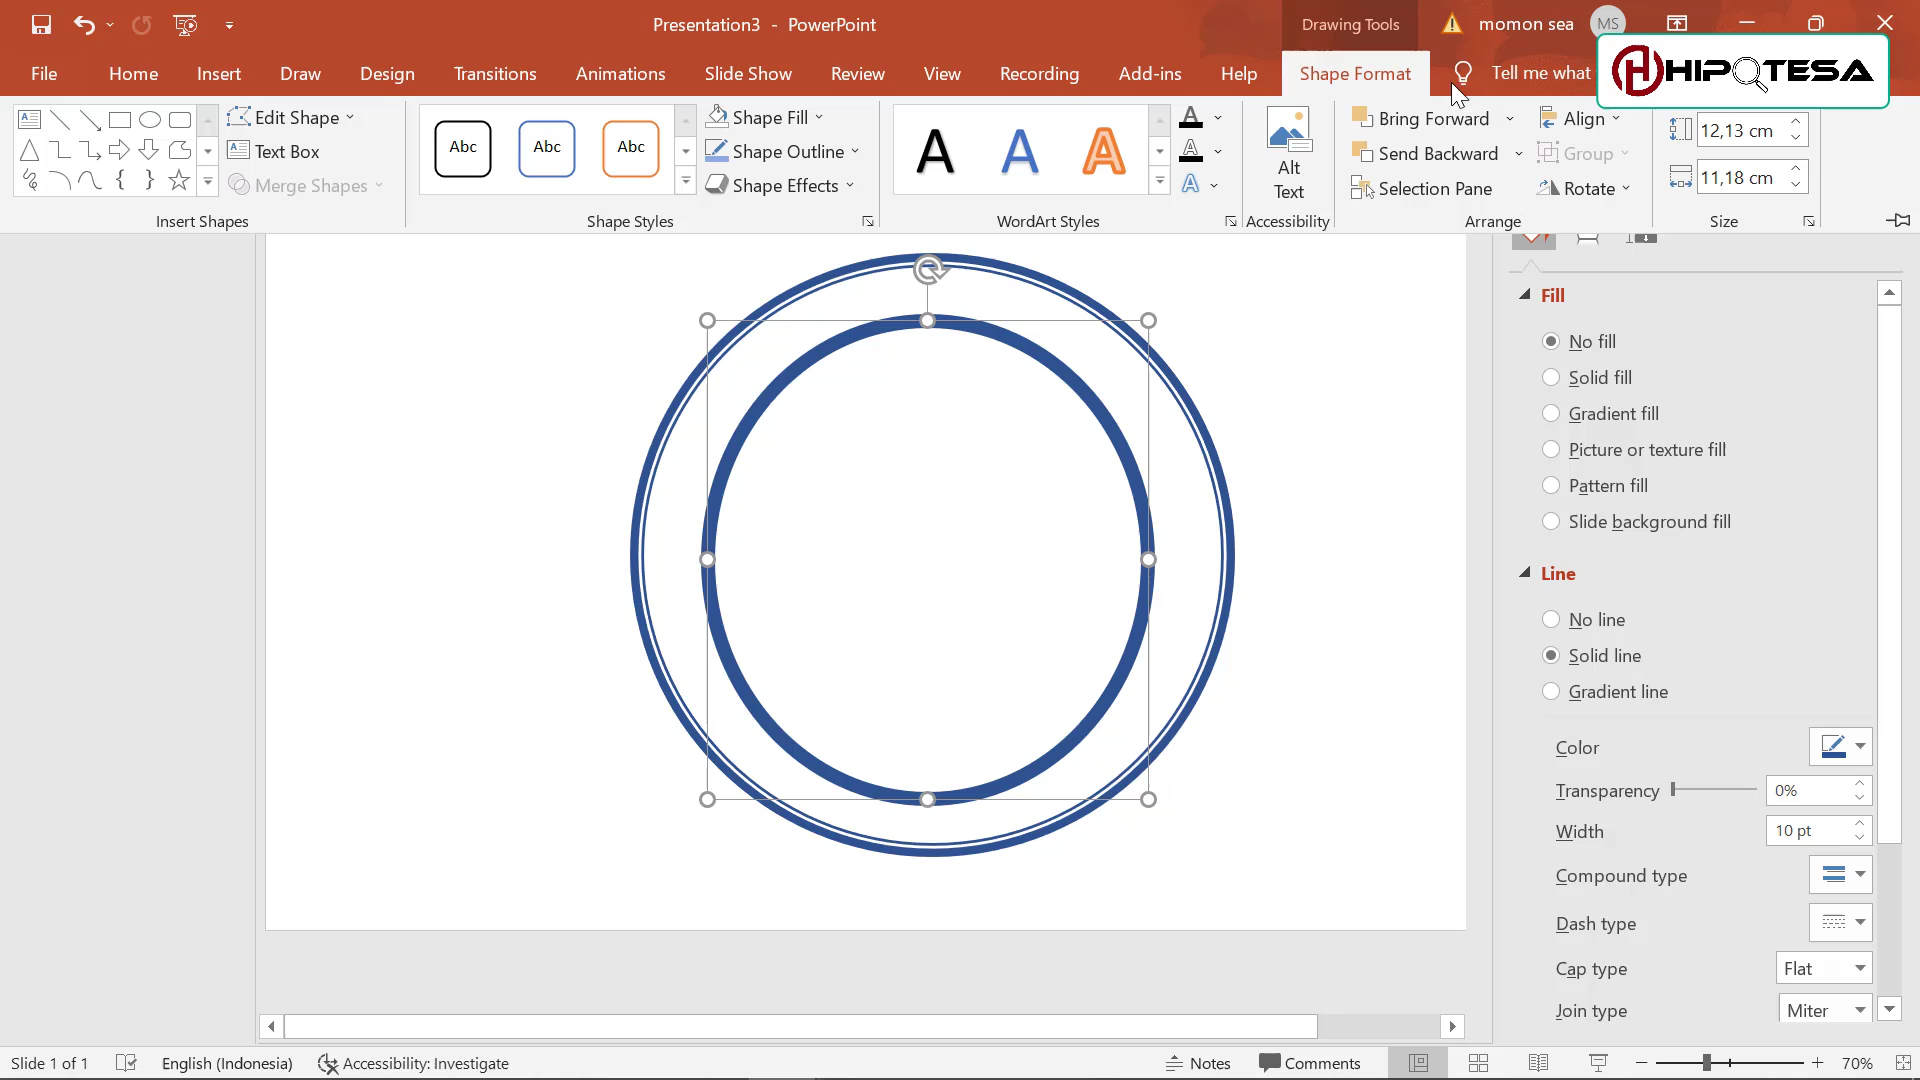 Presentation3 - PowerPoint
Drawing Tools
momon sea
MS
File
Home
Insert
Draw
Design
Transitions
Animations
Slide Show
Review
View
Recording
Add-ins
Help
Shape Format
Tell me what
HIPOTESA
Edit Shape
Text Box
Merge Shapes
Insert Shapes
Abc
Abc
Abc
Shape Fill
Shape Outline
Shape Effects
Shape Styles
A
A
A
A
A
A
WordArt Styles
Alt
Text
Accessibility
Bring Forward
Send Backward
Selection Pane
Align
Group
Rotate
Arrange
12,13 cm
11,18 cm
Size
Fill
No fill
Solid fill
Gradient fill
Picture or texture fill
Pattern fill
Slide background fill
Line
No line
Solid line
Gradient line
Color
Transparency
0%
Width
10 pt
Compound type
Dash type
Cap type
Flat
Join type
Miter
Slide 1 of 1
English (Indonesia)
Accessibility: Investigate
Notes
Comments
70%